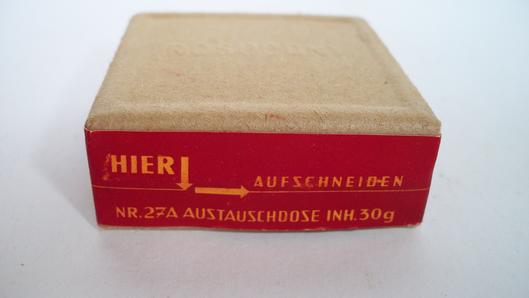 HIER
AUFSCHNEIDEN
NR.27A AUSTAUSCHDOSE INH.30g